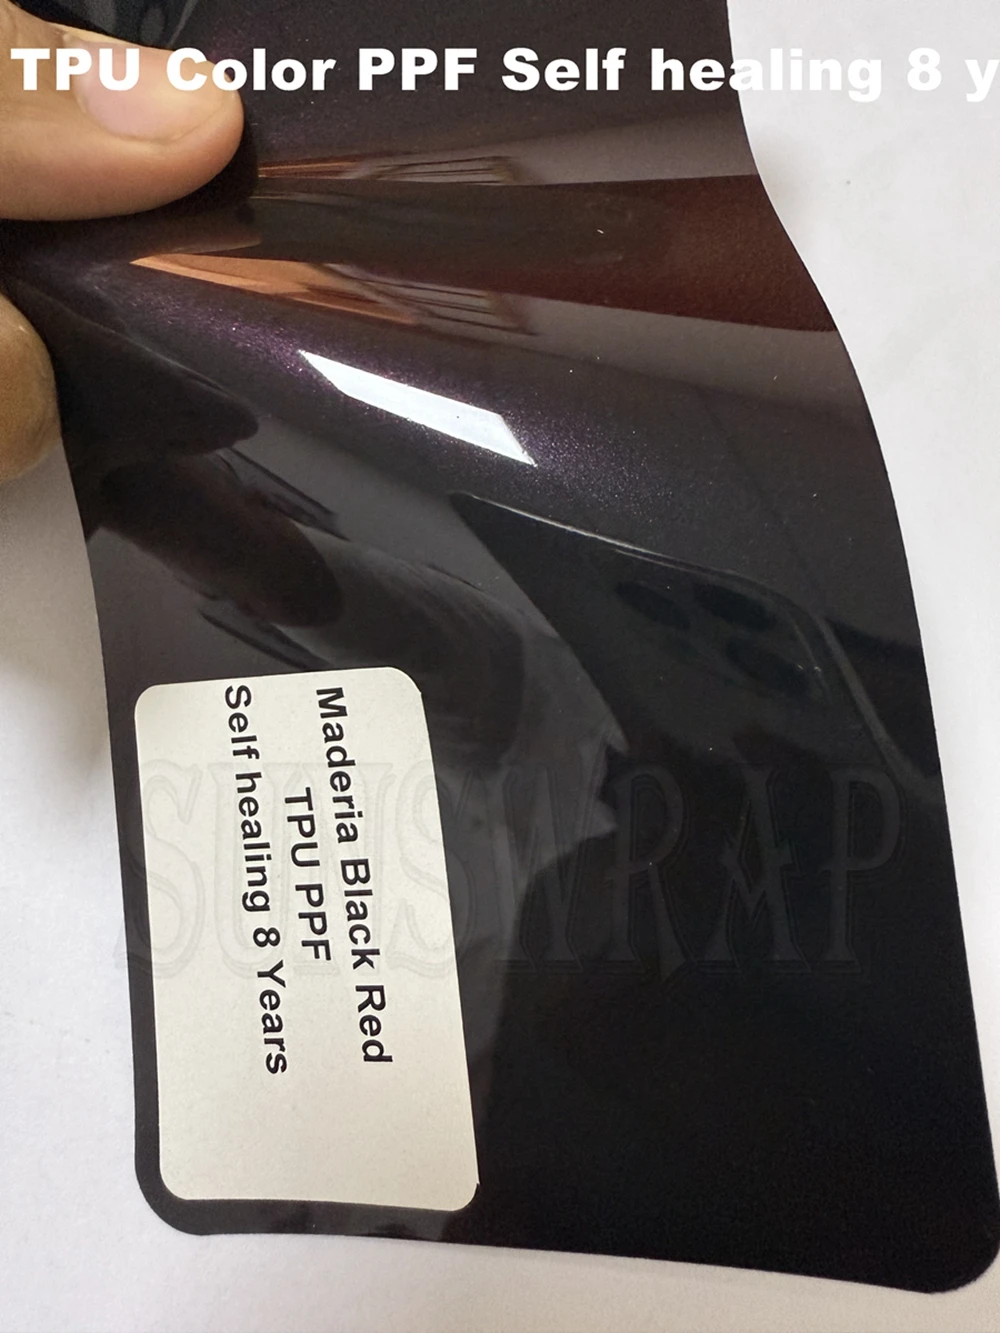 TPU Color PPF Self healing 8 y
Maderia Black Red
TPU PPF
Self healing 8 Years
SUNSWRAP